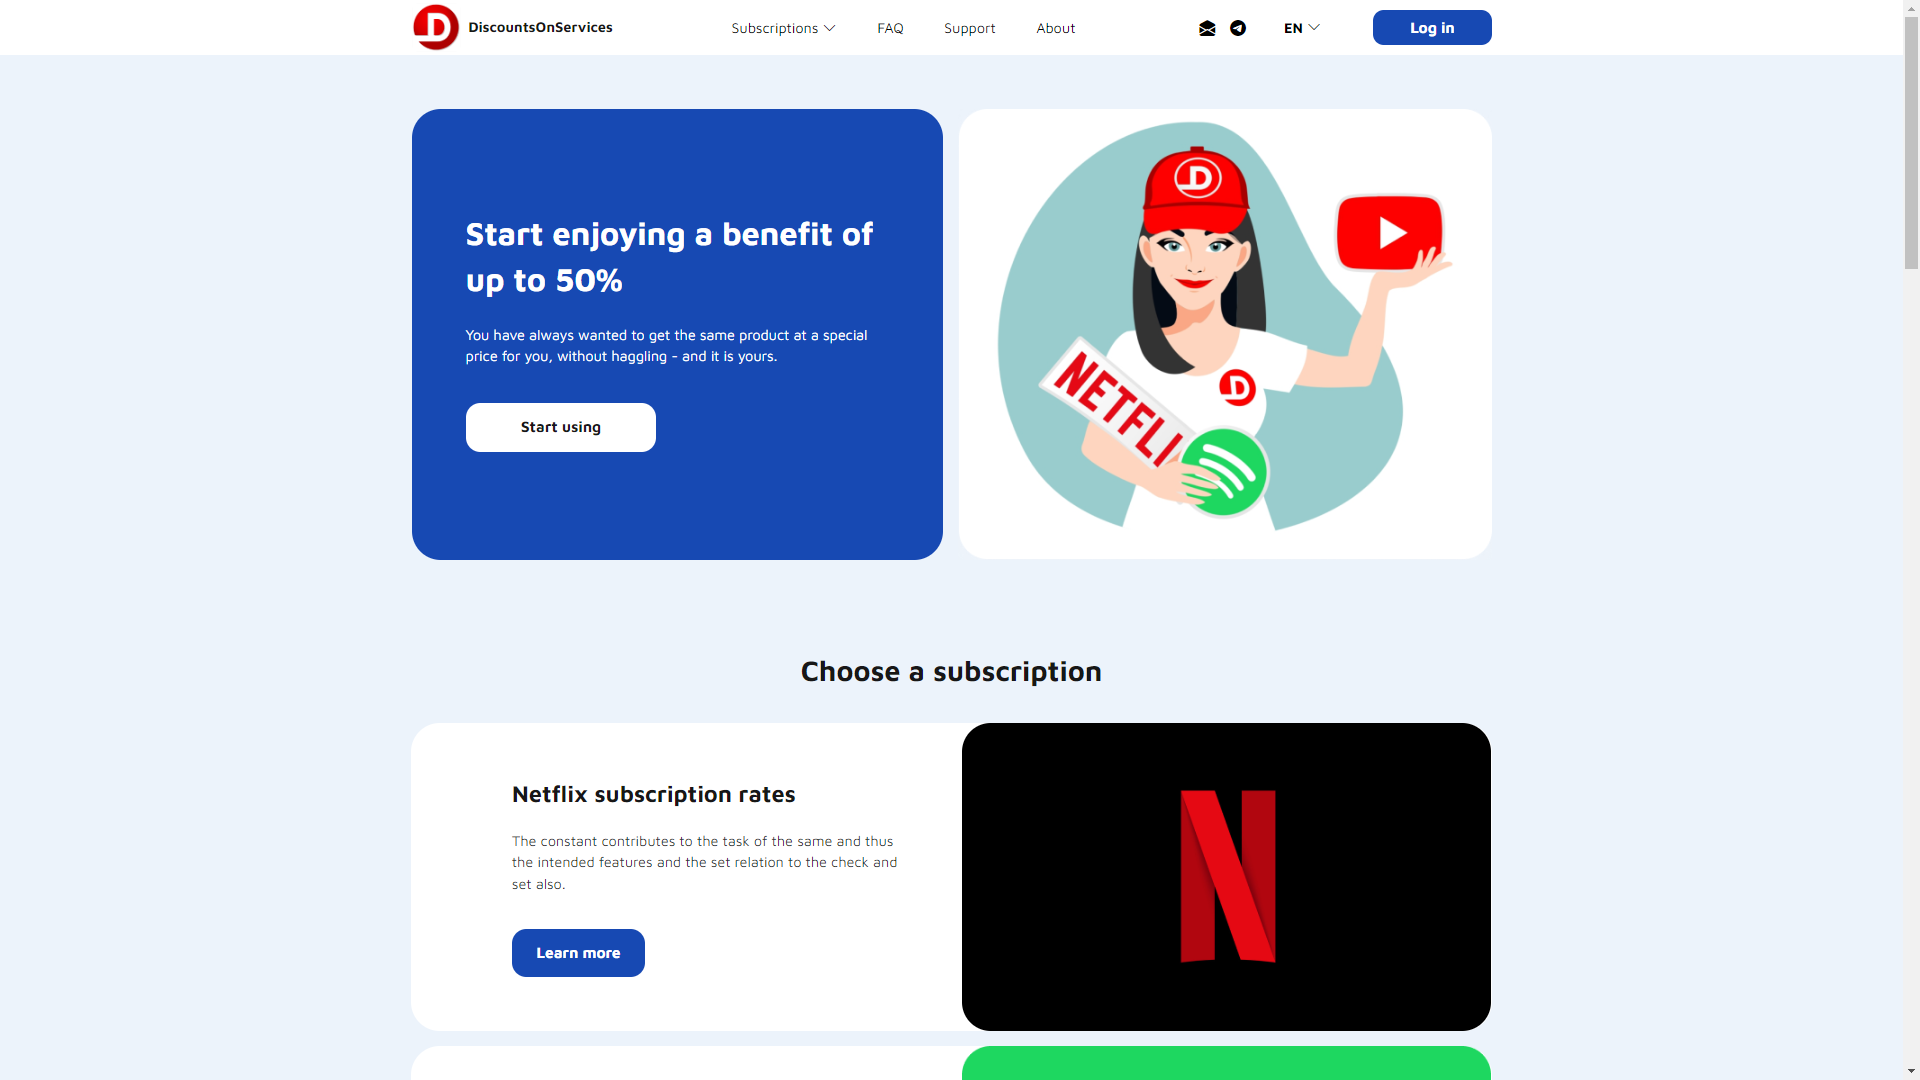 D DiscountsOnServices
Subscriptions
FAQ
Support
About
EN
Log in
Start enjoying a benefit of
up to 50%
You have always wanted to get the same product at a special
price for you, without haggling - and it is yours.
Start using
D
D
NETFLI
Choose a subscription
Netflix subscription rates
The constant contributes to the task of the same and thus
the intended features and the set relation to the check and
set also.
Learn more
N